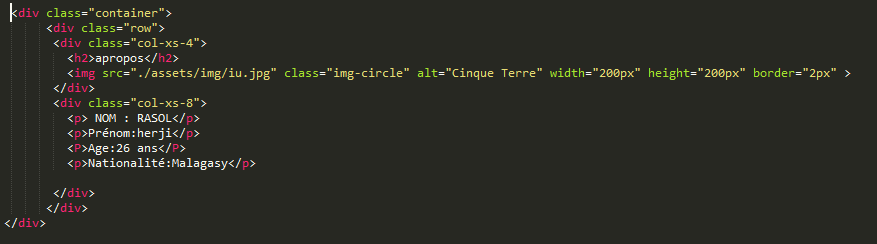 <div class="container">
<div class="row">
<div class="col-xs-4">
<h2>apropos</h2>
<img src="./assets/img/iu.jpg" class="img-circle" alt="Cinque Terre" width="200px" height="200px" border="2px" >
</div>
<div class="col-xs-8">
<p> NOM : RASOL</p>
<p>Prénom:herji</p>
<P>Age:26 ans</P>
<p>Nationalité:Malagasy</p>
</div>
</div>
</div>